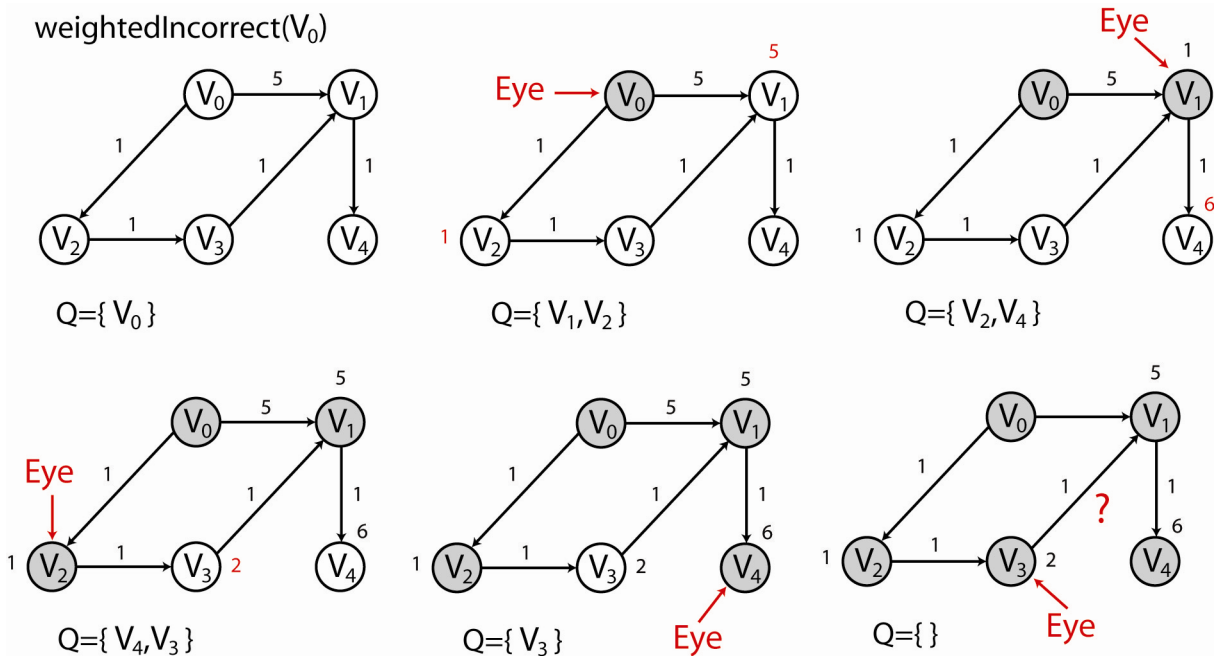 weightedIncorrect(V₀)
V₀ 5 V₁
1 1 1
V₂ 1 V₃ V₄
Q={ V₀ }
5
Eye V₀ 5 V₁
1 1 1
1 V₂ 1 V₃ V₄
Q={ V₁,V₂ }
Eye 1
V₀ 5 V₁
1 1 1
6
1 V₂ 1 V₃ V₄
Q={ V₂,V₄ }
5
V₀ 5 V₁
Eye 1 1 1
6
1 V₂ 1 V₃ 2 V₄
Q={ V₄,V₃ }
5
V₀ 5 V₁
1 1 1
6
1 V₂ 1 V₃ 2 V₄
Q={ V₃ } Eye
5
V₀ V₁
1 1 ? 1
6
1 V₂ 1 V₃ 2 V₄
Q={ } Eye